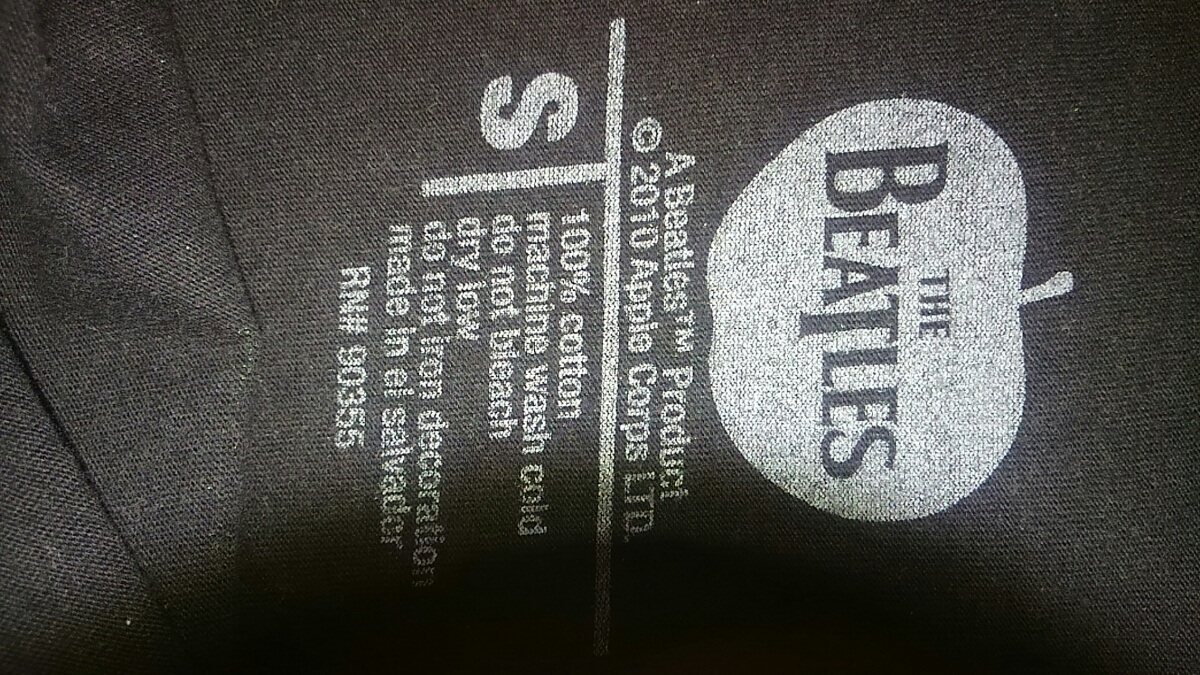 THE
BEATLES
A Beatles™ Product
© 2010 Apple Corps LTD.
S
100% cotton
machine wash cold
do not bleach
dry low
do not iron decoration
made in el salvador
RN# 90355